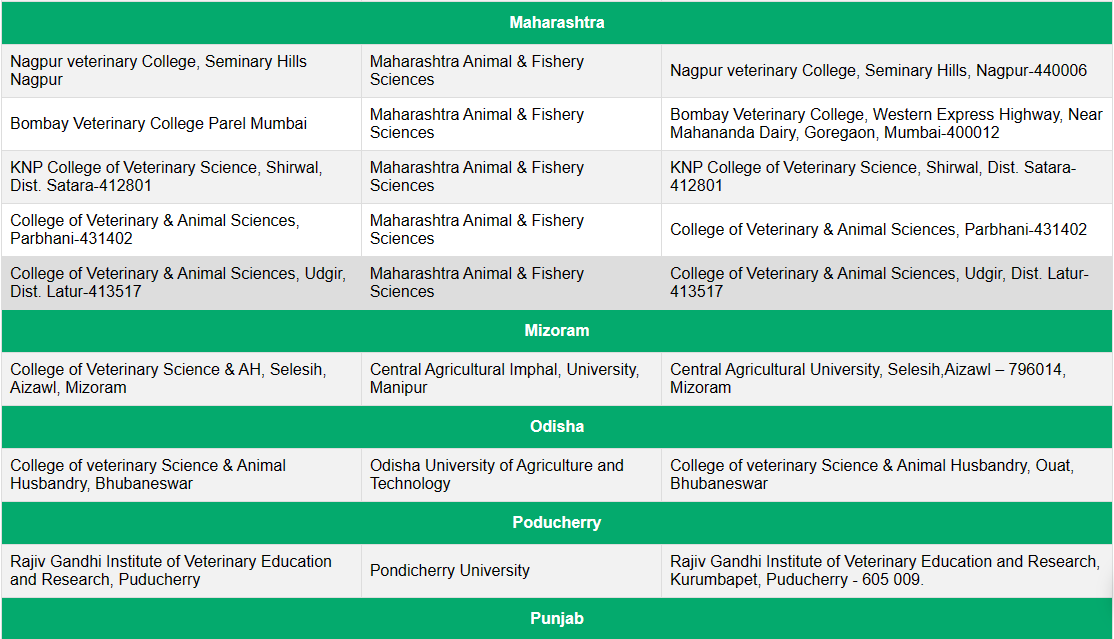 Maharashtra
Nagpur veterinary College, Seminary Hills
Nagpur
Maharashtra Animal & Fishery
Sciences
Nagpur veterinary College, Seminary Hills, Nagpur-440006
Bombay Veterinary College Parel Mumbai
Maharashtra Animal & Fishery
Sciences
Bombay Veterinary College, Western Express Highway, Near
Mahananda Dairy, Goregaon, Mumbai-400012
KNP College of Veterinary Science, Shirwal,
Dist. Satara-412801
Maharashtra Animal & Fishery
Sciences
KNP College of Veterinary Science, Shirwal, Dist. Satara-
412801
College of Veterinary & Animal Sciences,
Parbhani-431402
Maharashtra Animal & Fishery
Sciences
College of Veterinary & Animal Sciences, Parbhani-431402
College of Veterinary & Animal Sciences, Udgir,
Dist. Latur-413517
Maharashtra Animal & Fishery
Sciences
College of Veterinary & Animal Sciences, Udgir, Dist. Latur-
413517
Mizoram
College of Veterinary Science & AH, Selesih,
Aizawl, Mizoram
Central Agricultural Imphal, University,
Manipur
Central Agricultural University, Selesih,Aizawl – 796014,
Mizoram
Odisha
College of veterinary Science & Animal
Husbandry, Bhubaneswar
Odisha University of Agriculture and
Technology
College of veterinary Science & Animal Husbandry, Ouat,
Bhubaneswar
Poducherry
Rajiv Gandhi Institute of Veterinary Education
and Research, Puducherry
Pondicherry University
Rajiv Gandhi Institute of Veterinary Education and Research,
Kurumbapet, Puducherry - 605 009.
Punjab